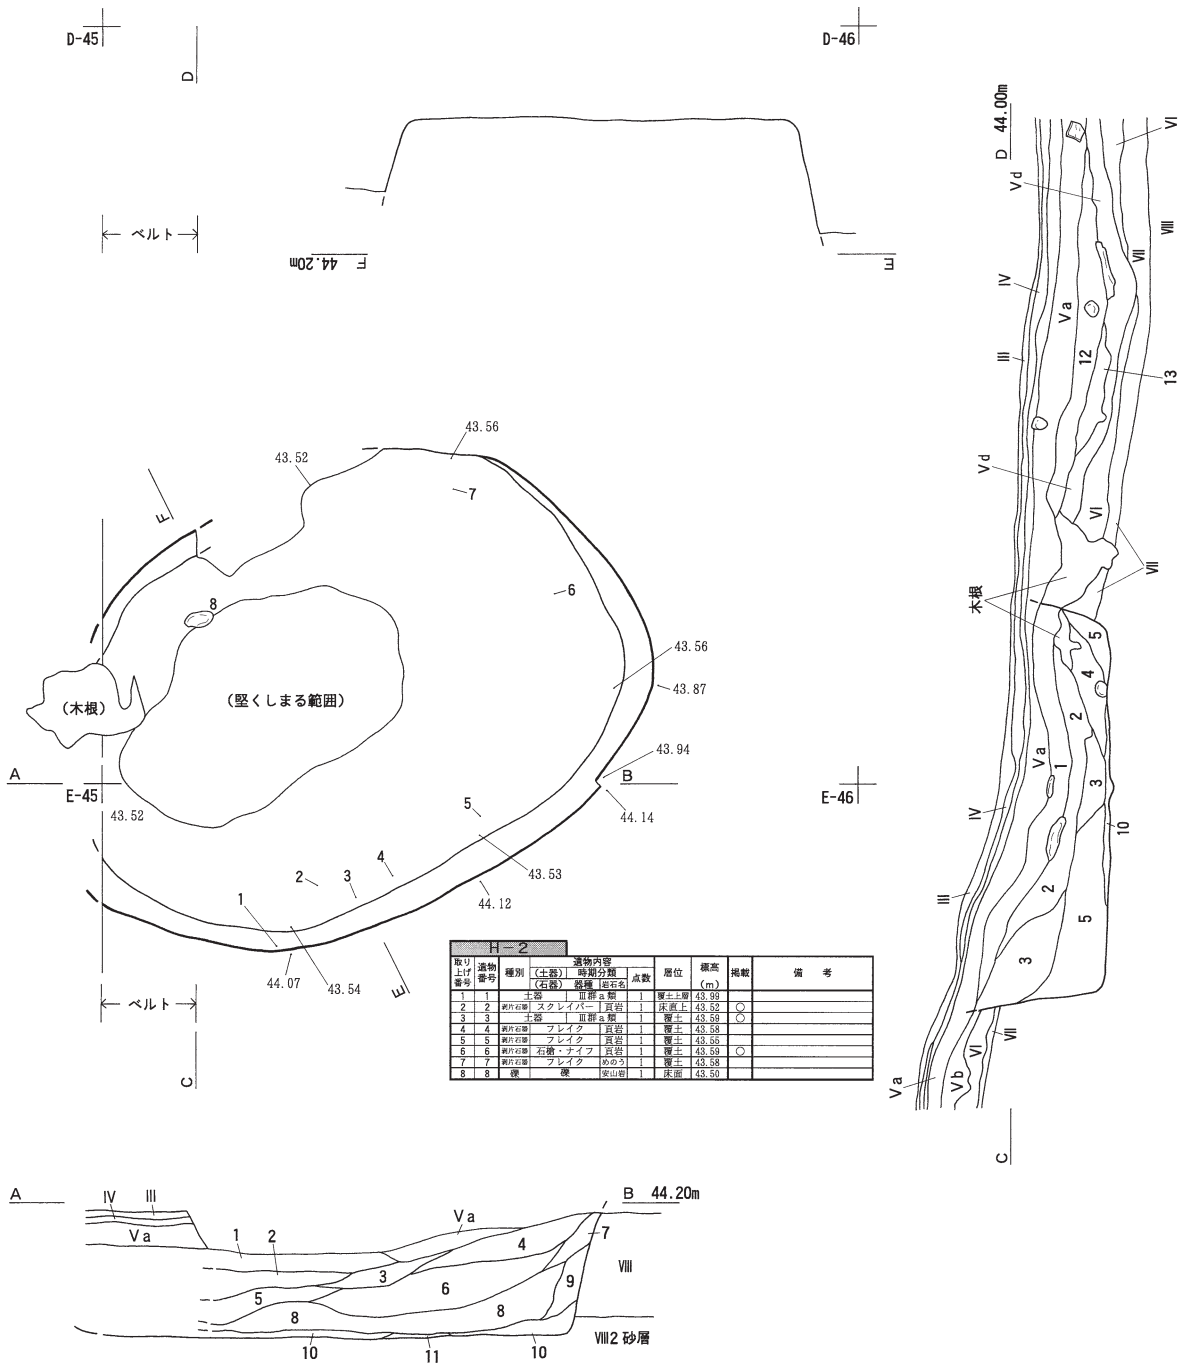 D-45
D-46
D
ベルト
F 44.20m
E
43.56
43.52
7
F
6
8
43.56
(木根)
(堅くしまる範囲)
43.87
43.94
A
B
E-45
E-46
43.52
5
44.14
4
2
3
43.53
1
44.12
44.07
43.54
E
ベルト
C
H-2
取り上げ番号 遺物番号 種別 遺物内容 点数 層位 標高(m) 掲載 備考
(土器) 時期分類
(石器) 器種 岩石名
1 1 土器 Ⅲ群a類 1 覆土上層 43.99
2 2 剥片石器 スクレイパー 頁岩 1 床直上 43.52 ○
3 3 土器 Ⅲ群a類 1 覆土 43.59 ○
4 4 剥片石器 フレイク 頁岩 1 覆土 43.58
5 5 剥片石器 フレイク 頁岩 1 覆土 43.55
6 6 剥片石器 石槍・ナイフ 頁岩 1 覆土 43.59 ○
7 7 剥片石器 フレイク めのう 1 覆土 43.58
8 8 礫 礫 安山岩 1 床面 43.50
D 44.00m
Ⅵ
Ⅴd
Ⅷ
Ⅶ
Ⅳ
Ⅴa
Ⅲ
12
13
Ⅴd
Ⅵ
Ⅶ
木根
5
4
2
Ⅴa
1
3
Ⅳ
10
Ⅲ
2
5
3
Ⅶ
Ⅵ
Ⅴb
Ⅴa
C
A
B 44.20m
Ⅳ
Ⅲ
Ⅴa
Ⅴa
1
2
4
7
3
Ⅷ
5
6
9
8
8
Ⅷ2 砂層
10
11
10